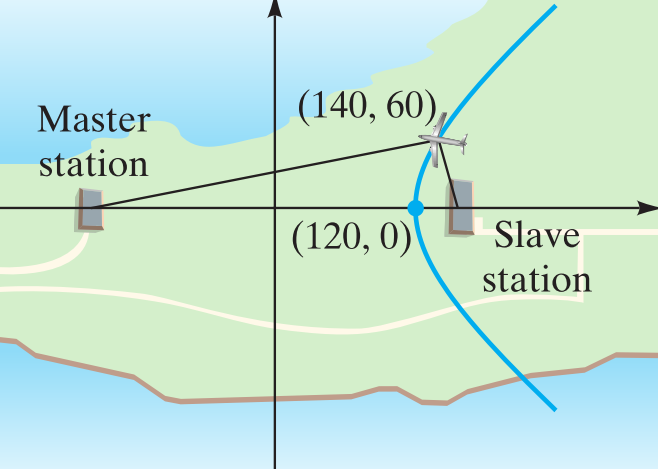 (140, 60)
Master
station
(120, 0)
Slave
station